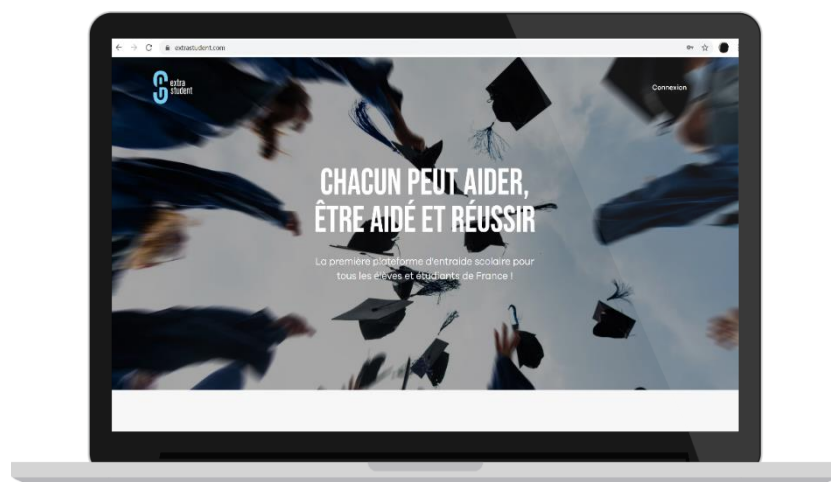 extrastudent.com
extra
student
Connexion
CHACUN PEUT AIDER,
ÊTRE AIDÉ ET RÉUSSIR
La première plateforme d'entraide scolaire pour
tous les élèves et étudiants de France !